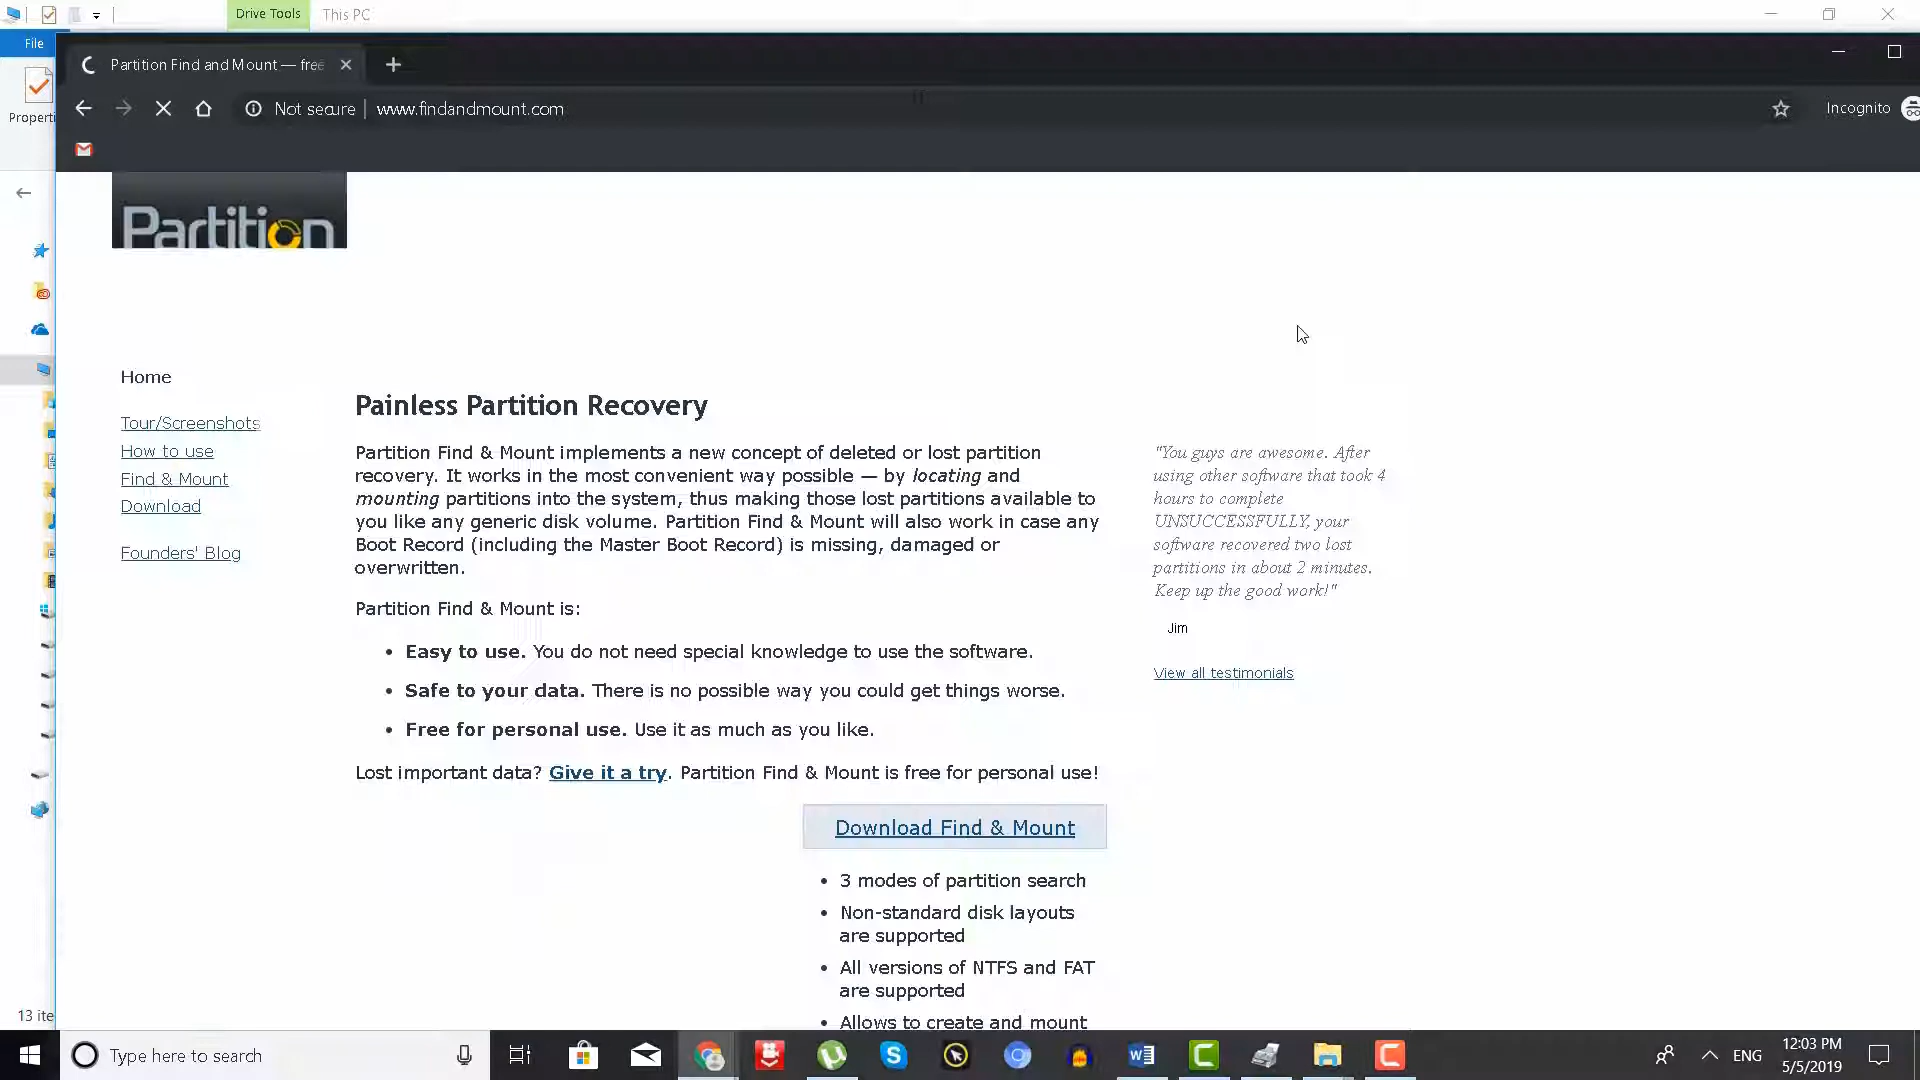 Drive Tools This PC
File
Partition Find and Mount — free
Not secure www.findandmount.com
Incognito
Properti
Partition
Home
Tour/Screenshots
How to use
Find & Mount
Download
Founders' Blog
Painless Partition Recovery
Partition Find & Mount implements a new concept of deleted or lost partition
recovery. It works in the most convenient way possible — by locating and
mounting partitions into the system, thus making those lost partitions available to
you like any generic disk volume. Partition Find & Mount will also work in case any
Boot Record (including the Master Boot Record) is missing, damaged or
overwritten.
Partition Find & Mount is:
• Easy to use. You do not need special knowledge to use the software.
• Safe to your data. There is no possible way you could get things worse.
• Free for personal use. Use it as much as you like.
Lost important data? Give it a try. Partition Find & Mount is free for personal use!
Download Find & Mount
• 3 modes of partition search
• Non-standard disk layouts
are supported
• All versions of NTFS and FAT
are supported
• Allows to create and mount
"You guys are awesome. After
using other software that took 4
hours to complete
UNSUCCESSFULLY, your
software recovered two lost
partitions in about 2 minutes.
Keep up the good work!"
Jim
View all testimonials
13 ite
Type here to search
ENG
12:03 PM
5/5/2019